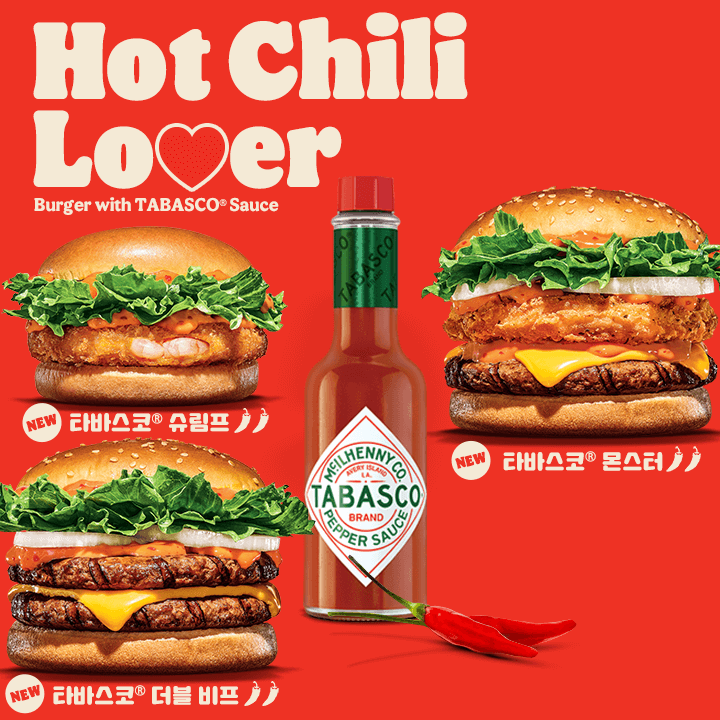 Hot Chili
Lover
Burger with TABASCO® Sauce
TABASCO
NEW 타바스코® 슈림프
NEW 타바스코® 몬스터
McILHENNY CO.
AVERY ISLAND
LA.
TABASCO
BRAND
PEPPER SAUCE
NEW 타바스코® 더블 비프